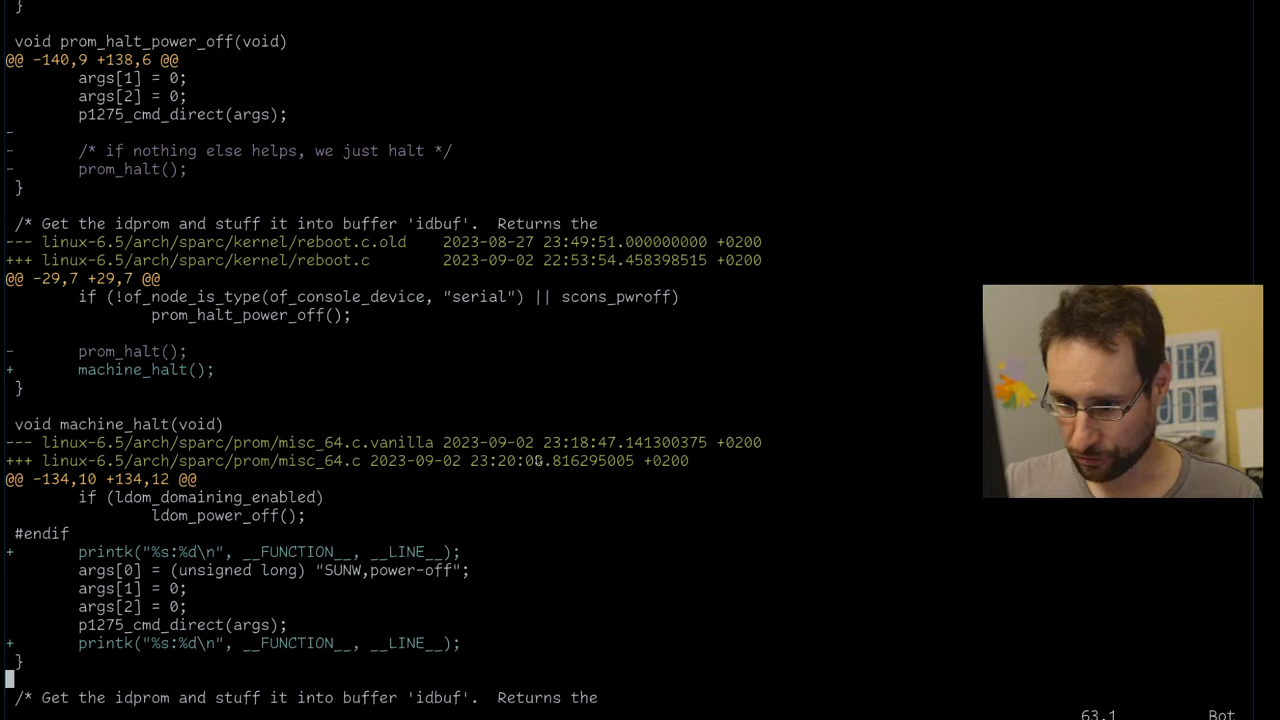 }
void prom_halt_power_off(void)
@@ -140,9 +138,6 @@
        args[1] = 0;
        args[2] = 0;
        p1275_cmd_direct(args);
-
-       /* if nothing else helps, we just halt */
-       prom_halt();
 }
 /* Get the idprom and stuff it into buffer 'idbuf'.  Returns the
--- linux-6.5/arch/sparc/kernel/reboot.c.old    2023-08-27 23:49:51.000000000 +0200
+++ linux-6.5/arch/sparc/kernel/reboot.c        2023-09-02 22:53:54.458398515 +0200
@@ -29,7 +29,7 @@
        if (!of_node_is_type(of_console_device, "serial") || scons_pwroff)
                prom_halt_power_off();
-       prom_halt();
+       machine_halt();
 }
 void machine_halt(void)
--- linux-6.5/arch/sparc/prom/misc_64.c.vanilla 2023-09-02 23:18:47.141300375 +0200
+++ linux-6.5/arch/sparc/prom/misc_64.c 2023-09-02 .816295005 +0200
@@ -134,10 +134,12 @@
        if (ldom_domaining_enabled)
                ldom_power_off();
 #endif
+       printk("%s:%d\n", __FUNCTION__, __LINE__);
        args[0] = (unsigned long) "SUNW,power-off";
        args[1] = 0;
        args[2] = 0;
        p1275_cmd_direct(args);
+       printk("%s:%d\n", __FUNCTION__, __LINE__);
 }
 /* Get the idprom and stuff it into buffer 'idbuf'.  Returns the
63.1 Bot